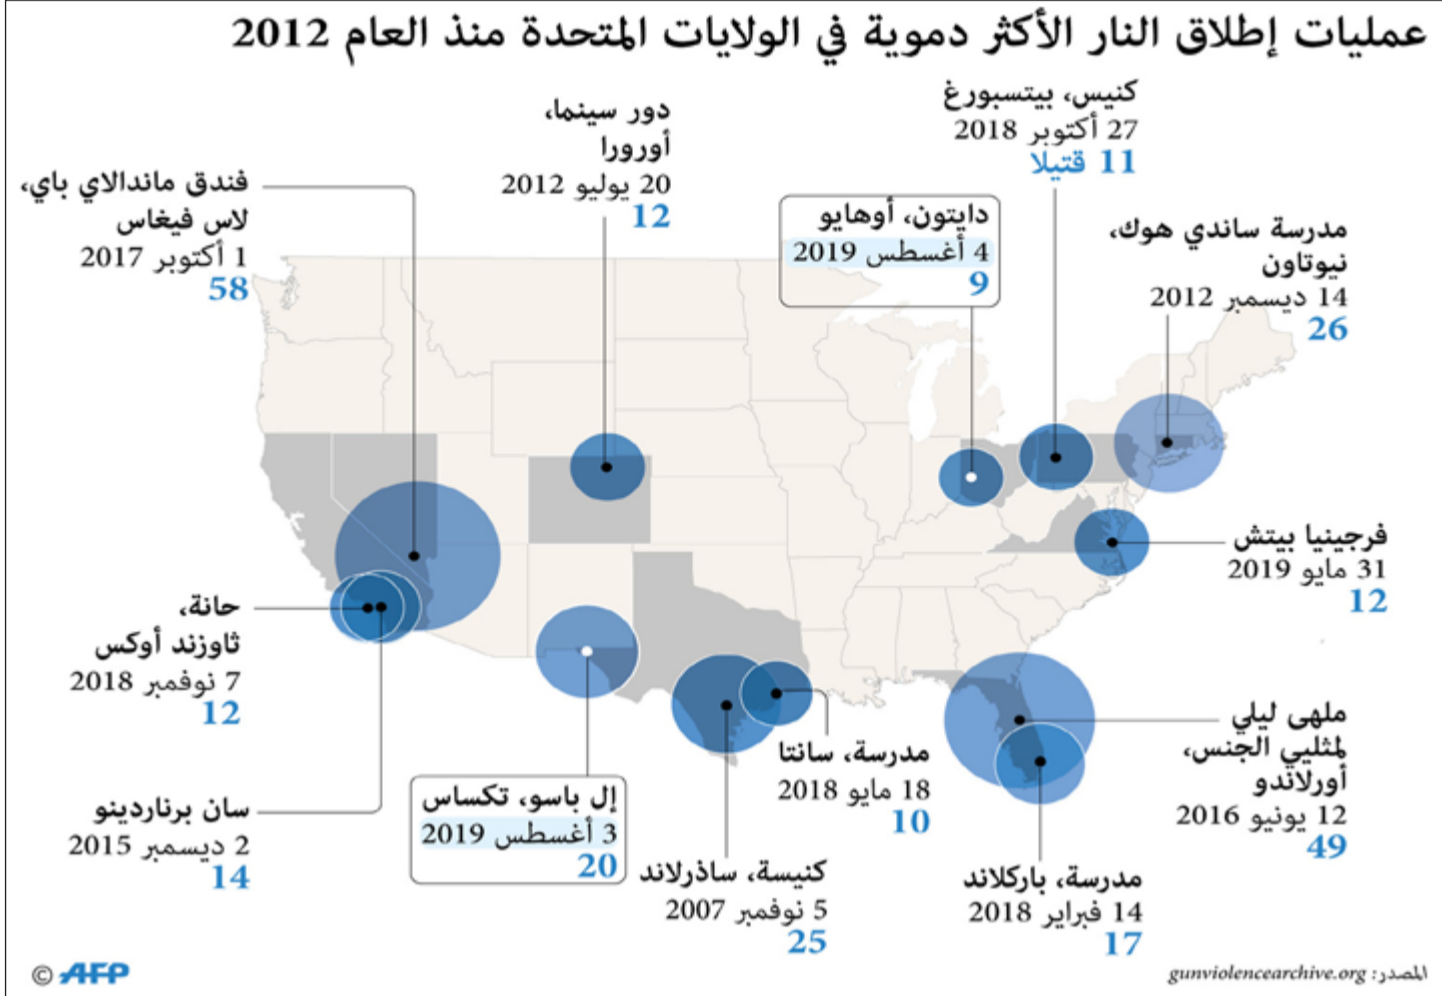 عمليات إطلاق النار الأكثر دموية في الولايات المتحدة منذ العام 2012
كنيس، بيتسبورغ
27 أكتوبر 2018
11 قتيلا
دور سينما،
أورورا
20 يوليو 2012
12
فندق ماندالاي باي،
لاس فيغاس
1 أكتوبر 2017
58
دايتون، أوهايو
4 أغسطس 2019
9
مدرسة ساندي هوك،
نيوتاون
14 ديسمبر 2012
26
فرجينيا بيتش
31 مايو 2019
12
حانة،
ثاوزند أوكس
7 نوفمبر 2018
12
ملهى ليلي
لمثليي الجنس،
أورلاندو
12 يونيو 2016
49
مدرسة، سانتا
18 مايو 2018
10
إل باسو، تكساس
3 أغسطس 2019
20
سان برناردينو
2 ديسمبر 2015
14
كنيسة، ساذرلاند
5 نوفمبر 2007
25
مدرسة، باركلاند
14 فبراير 2018
17
المصدر: gunviolencearchive.org
© AFP